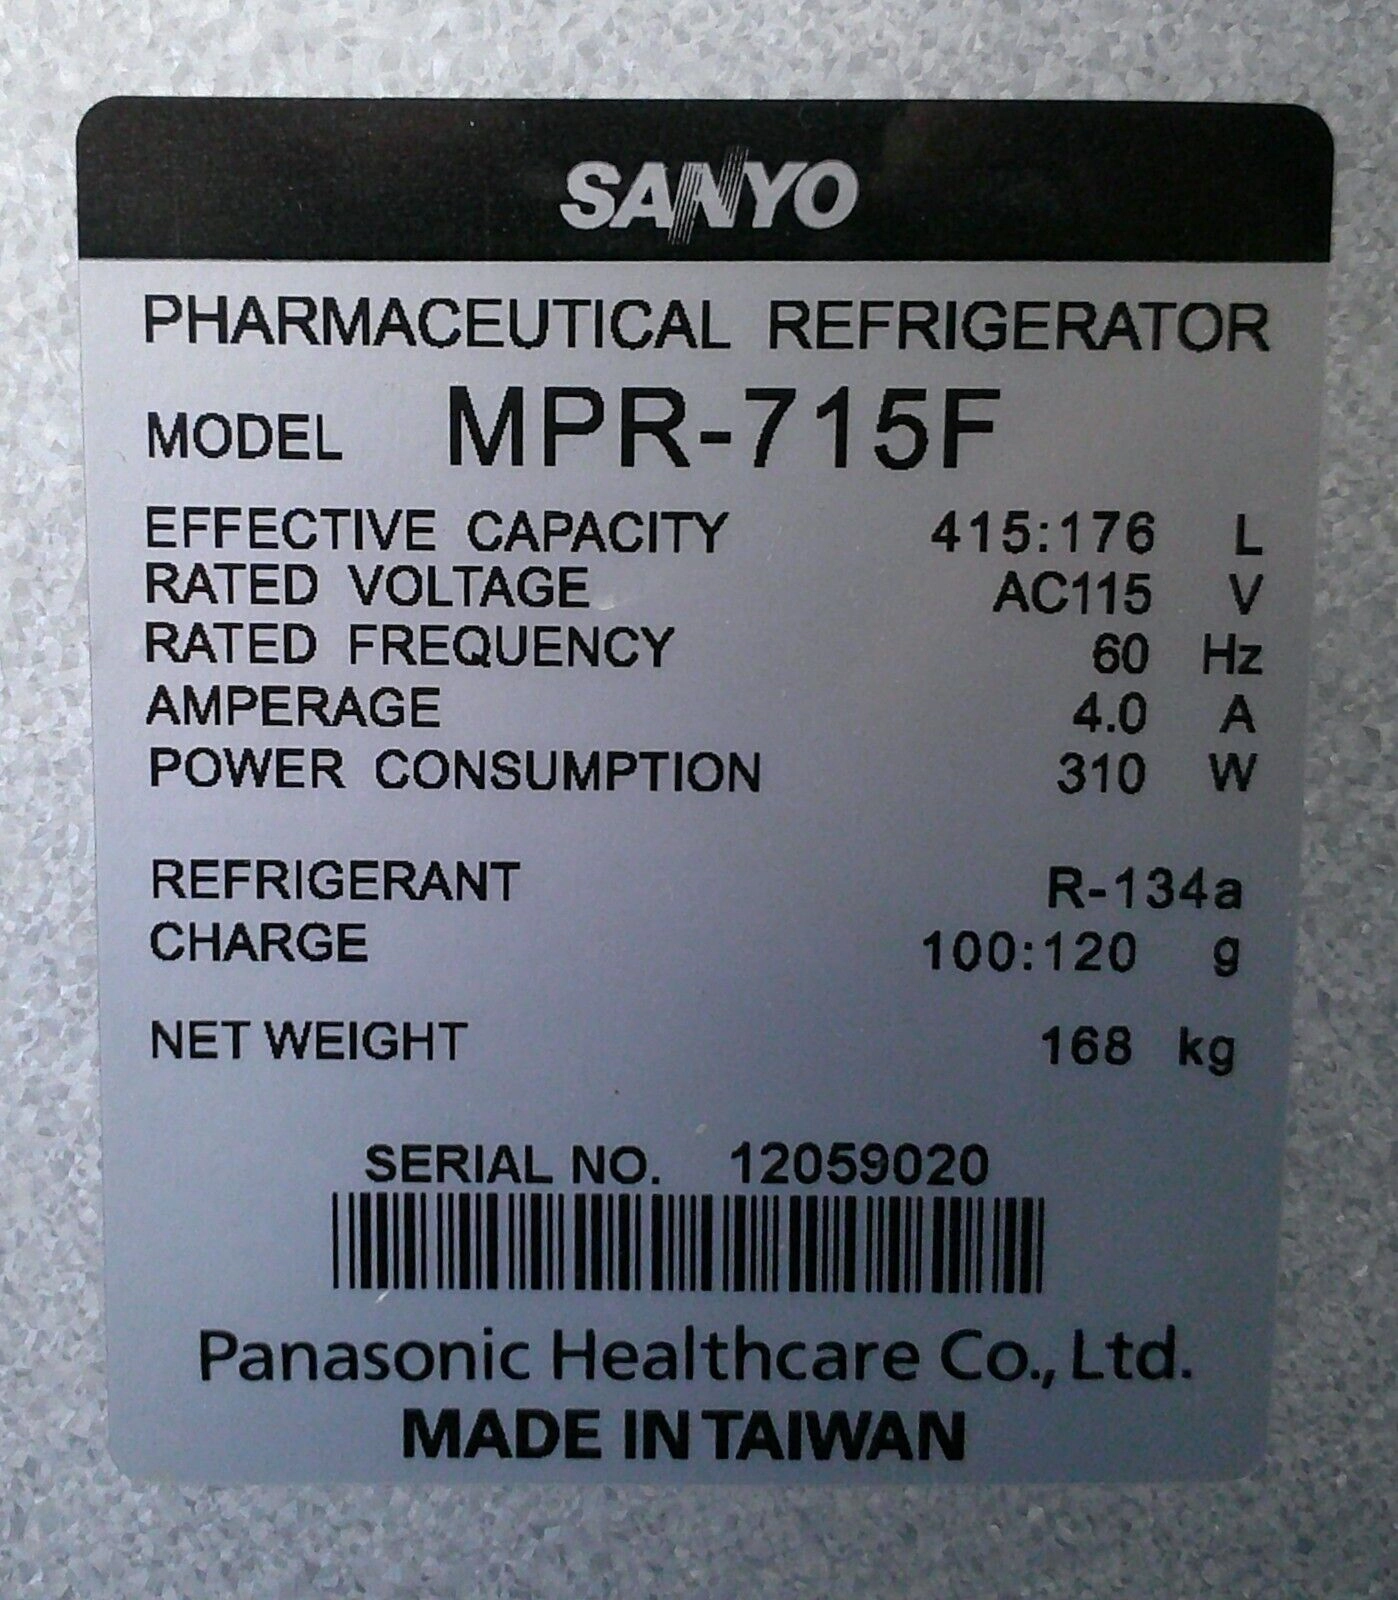 SANYO
PHARMACEUTICAL REFRIGERATOR
MODEL MPR-715F
EFFECTIVE CAPACITY 415:176 L
RATED VOLTAGE AC115 V
RATED FREQUENCY 60 Hz
AMPERAGE 4.0 A
POWER CONSUMPTION 310 W
REFRIGERANT R-134a
CHARGE 100:120 g
NET WEIGHT 168 kg
SERIAL NO. 12059020
Panasonic Healthcare Co., Ltd.
MADE IN TAIWAN